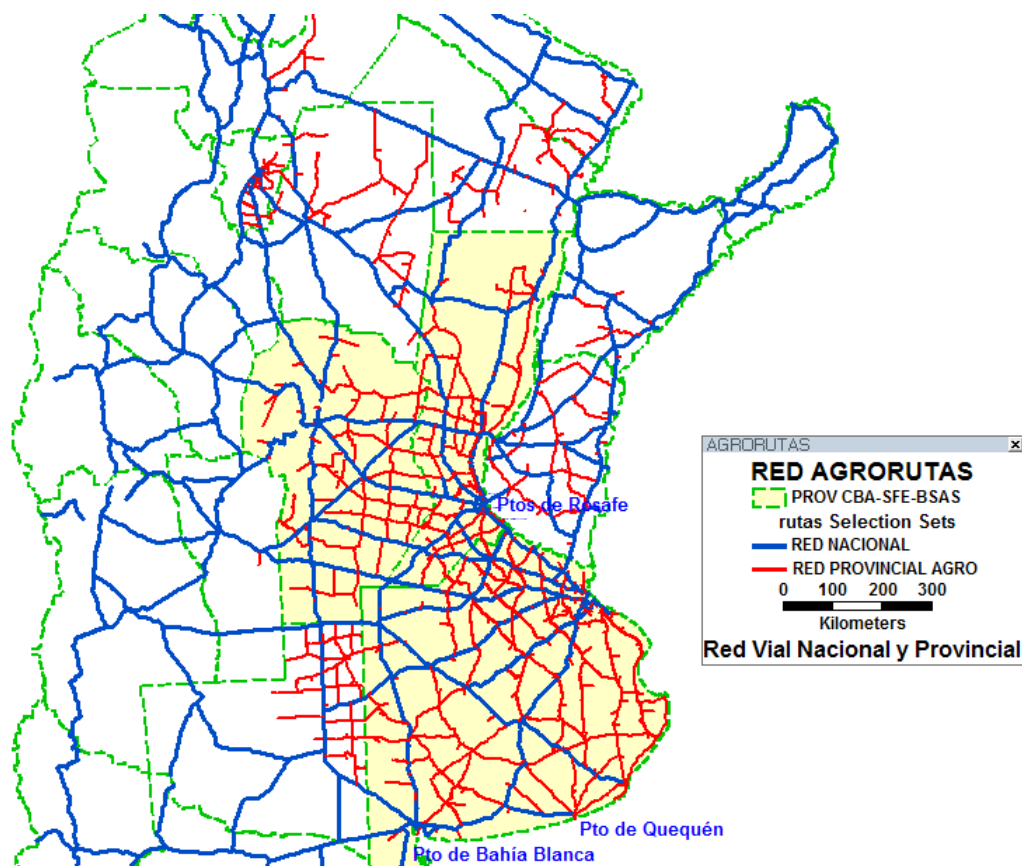 Ptos de Rosafe
Pto de Quequén
Pto de Bahía Blanca
AGRORUTAS
RED AGRORUTAS
PROV CBA-SFE-BSAS
rutas Selection Sets
RED NACIONAL
RED PROVINCIAL AGRO
0 100 200 300
Kilometers
Red Vial Nacional y Provincial